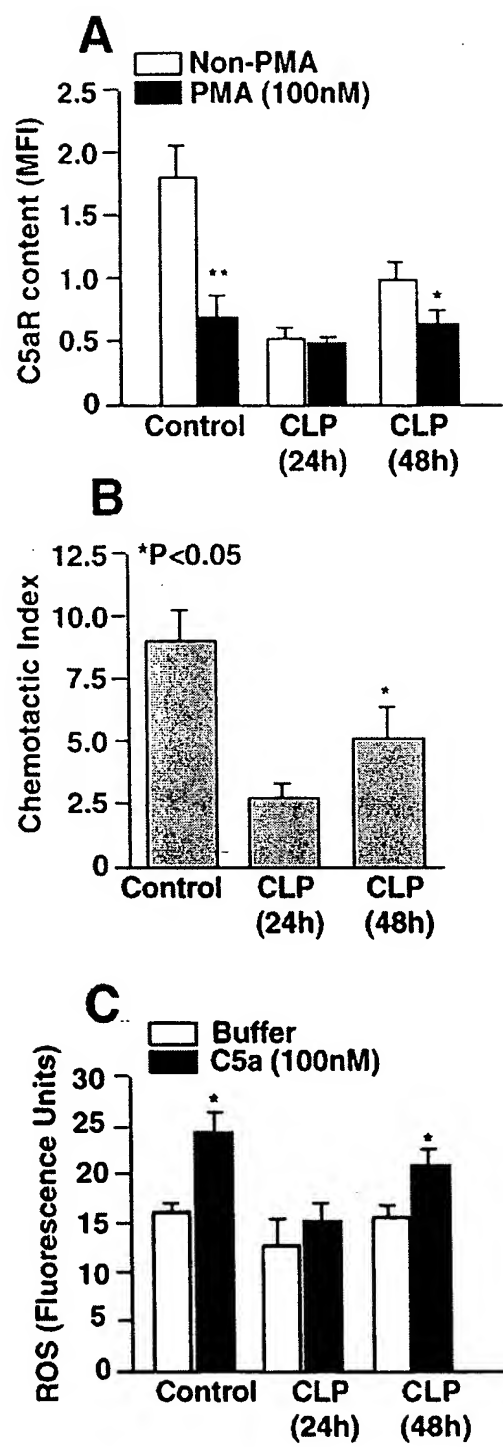 A
Non-PMA
PMA (100nM)
C5aR content (MFI)
2.5
2.0
1.5
1.0
0.5
0
**
*
Control CLP CLP
(24h) (48h)
B
Chemotactic Index
12.5
10.0
7.5
5.0
2.5
0
*P<0.05
*
Control CLP CLP
(24h) (48h)
C
Buffer
C5a (100nM)
ROS (Fluorescence Units)
30
25
20
15
10
5
0
*
*
Control CLP CLP
(24h) (48h)